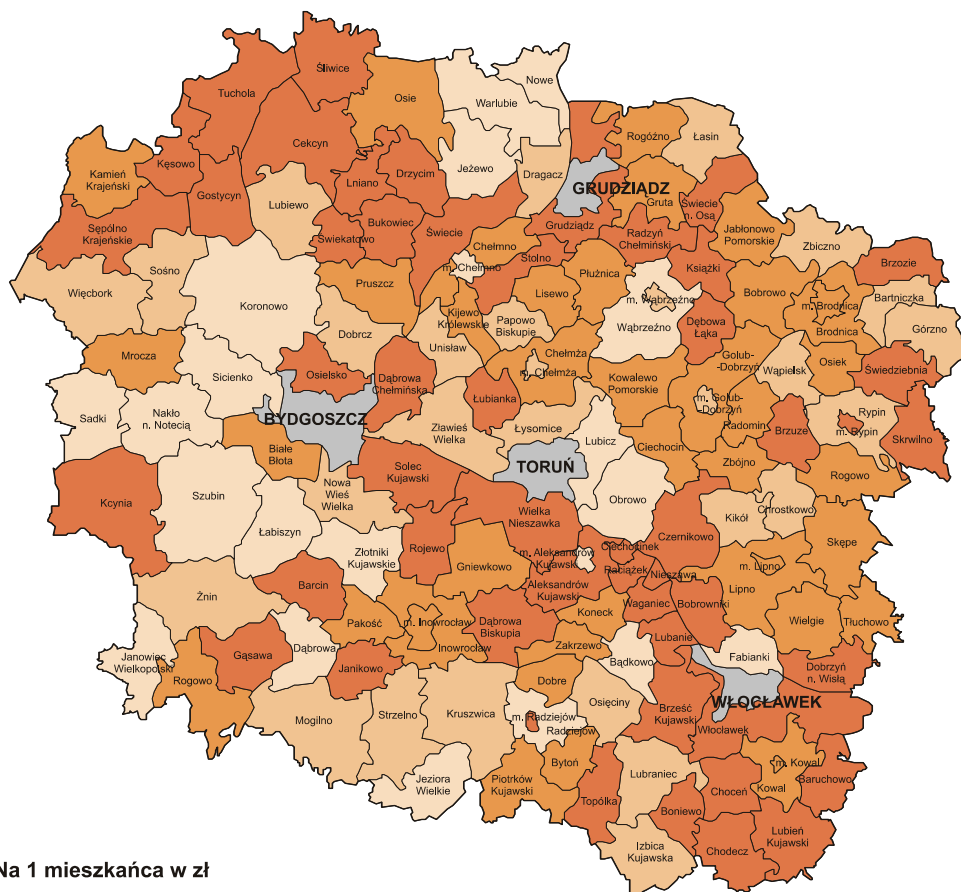 Nowe
Śliwice
Tuchola
Osie
Warlubie
Rogóźno
Łasin
Cekcyn
Kęsowo
Jeżewo
Dragacz
Kamień
Krajeński
Lniano
Drzycim
GRUDZIĄDZ
Gostycyn
Lubiewo
Gruta
Świecie
n. Osą
Bukowiec
Sępólno
Krajeńskie
Świekatowo
Świecie
Grudziądz
Radzyń
Chełmiński
Jabłonowo
Pomorskie
Chełmno
Zbiczno
Stolno
m. Chełmno
Książki
Brzozie
Sośno
Więcbork
Pruszcz
Płużnica
Lisewo
Bobrowo
Bartniczka
Koronowo
m. Wąbrzeźno
m. Brodnica
Kijewo
Królewskie
Papowo
Biskupie
Wąbrzeźno
Dębowa
Łąka
Brodnica
Górzno
Dobrcz
Unisław
Mrocza
Chełmża
Golub-
-Dobrzyń
Osiek
Sicienko
Osielsko
Dąbrowa
Chełmińska
m. Chełmża
Kowalewo
Pomorskie
Wąpielsk
Świedziebnia
Sadki
Nakło
n. Notecią
Łubianka
m. Golub-
-Dobrzyń
Rypin
BYDGOSZCZ
Zławieś
Wielka
Łysomice
Radomin
Brzuze
m. Rypin
Skrwilno
Białe
Błota
Lubicz
Ciechocin
Zbójno
TORUŃ
Solec
Kujawski
Rogowo
Kcynia
Szubin
Nowa
Wieś
Wielka
Obrowo
Wielka
Nieszawka
Kikół
Chrostkowo
Łabiszyn
Czernikowo
Skępe
Złotniki
Kujawskie
Rojewo
Ciechocinek
m. Aleksandrów
Kujawski
Gniewkowo
Raciążek
Nieszawa
m. Lipno
Barcin
Aleksandrów
Kujawski
Lipno
Żnin
Waganiec
Bobrowniki
Pakość
m. Inowrocław
Koneck
Wielgie
Tłuchowo
Dąbrowa
Biskupia
Inowrocław
Zakrzewo
Lubanie
Janowiec
Wielkopolski
Gąsawa
Dąbrowa
Janikowo
Bądkowo
Fabianki
Dobrzyń
n. Wisłą
Rogowo
Dobre
Osięciny
WŁOCŁAWEK
Mogilno
Strzelno
Kruszwica
m. Radziejów
Radziejów
Brześć
Kujawski
Włocławek
Bytoń
m. Kowal
Jeziora
Wielkie
Piotrków
Kujawski
Lubraniec
Kowal
Baruchowo
Topólka
Choceń
Boniewo
Lubień
Kujawski
Izbica
Kujawska
Chodecz
Na 1 mieszkańca w zł